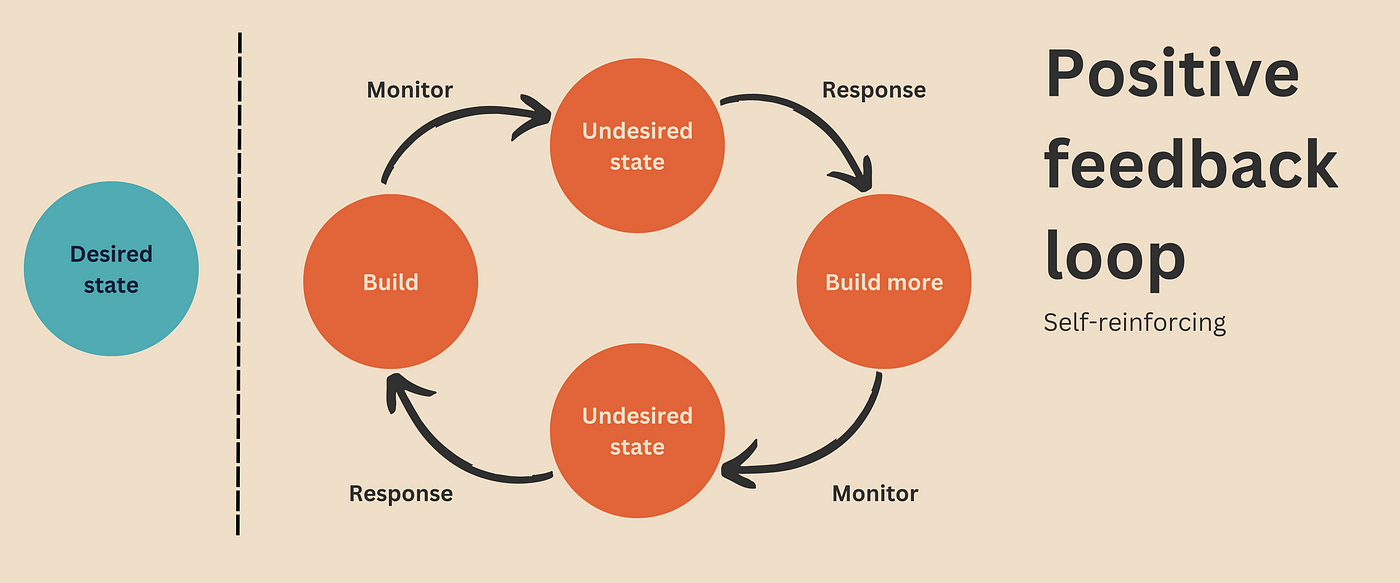 Positive
feedback
loop
Self-reinforcing
Desired
state
Monitor
Undesired
state
Response
Build
Build more
Undesired
state
Response
Monitor